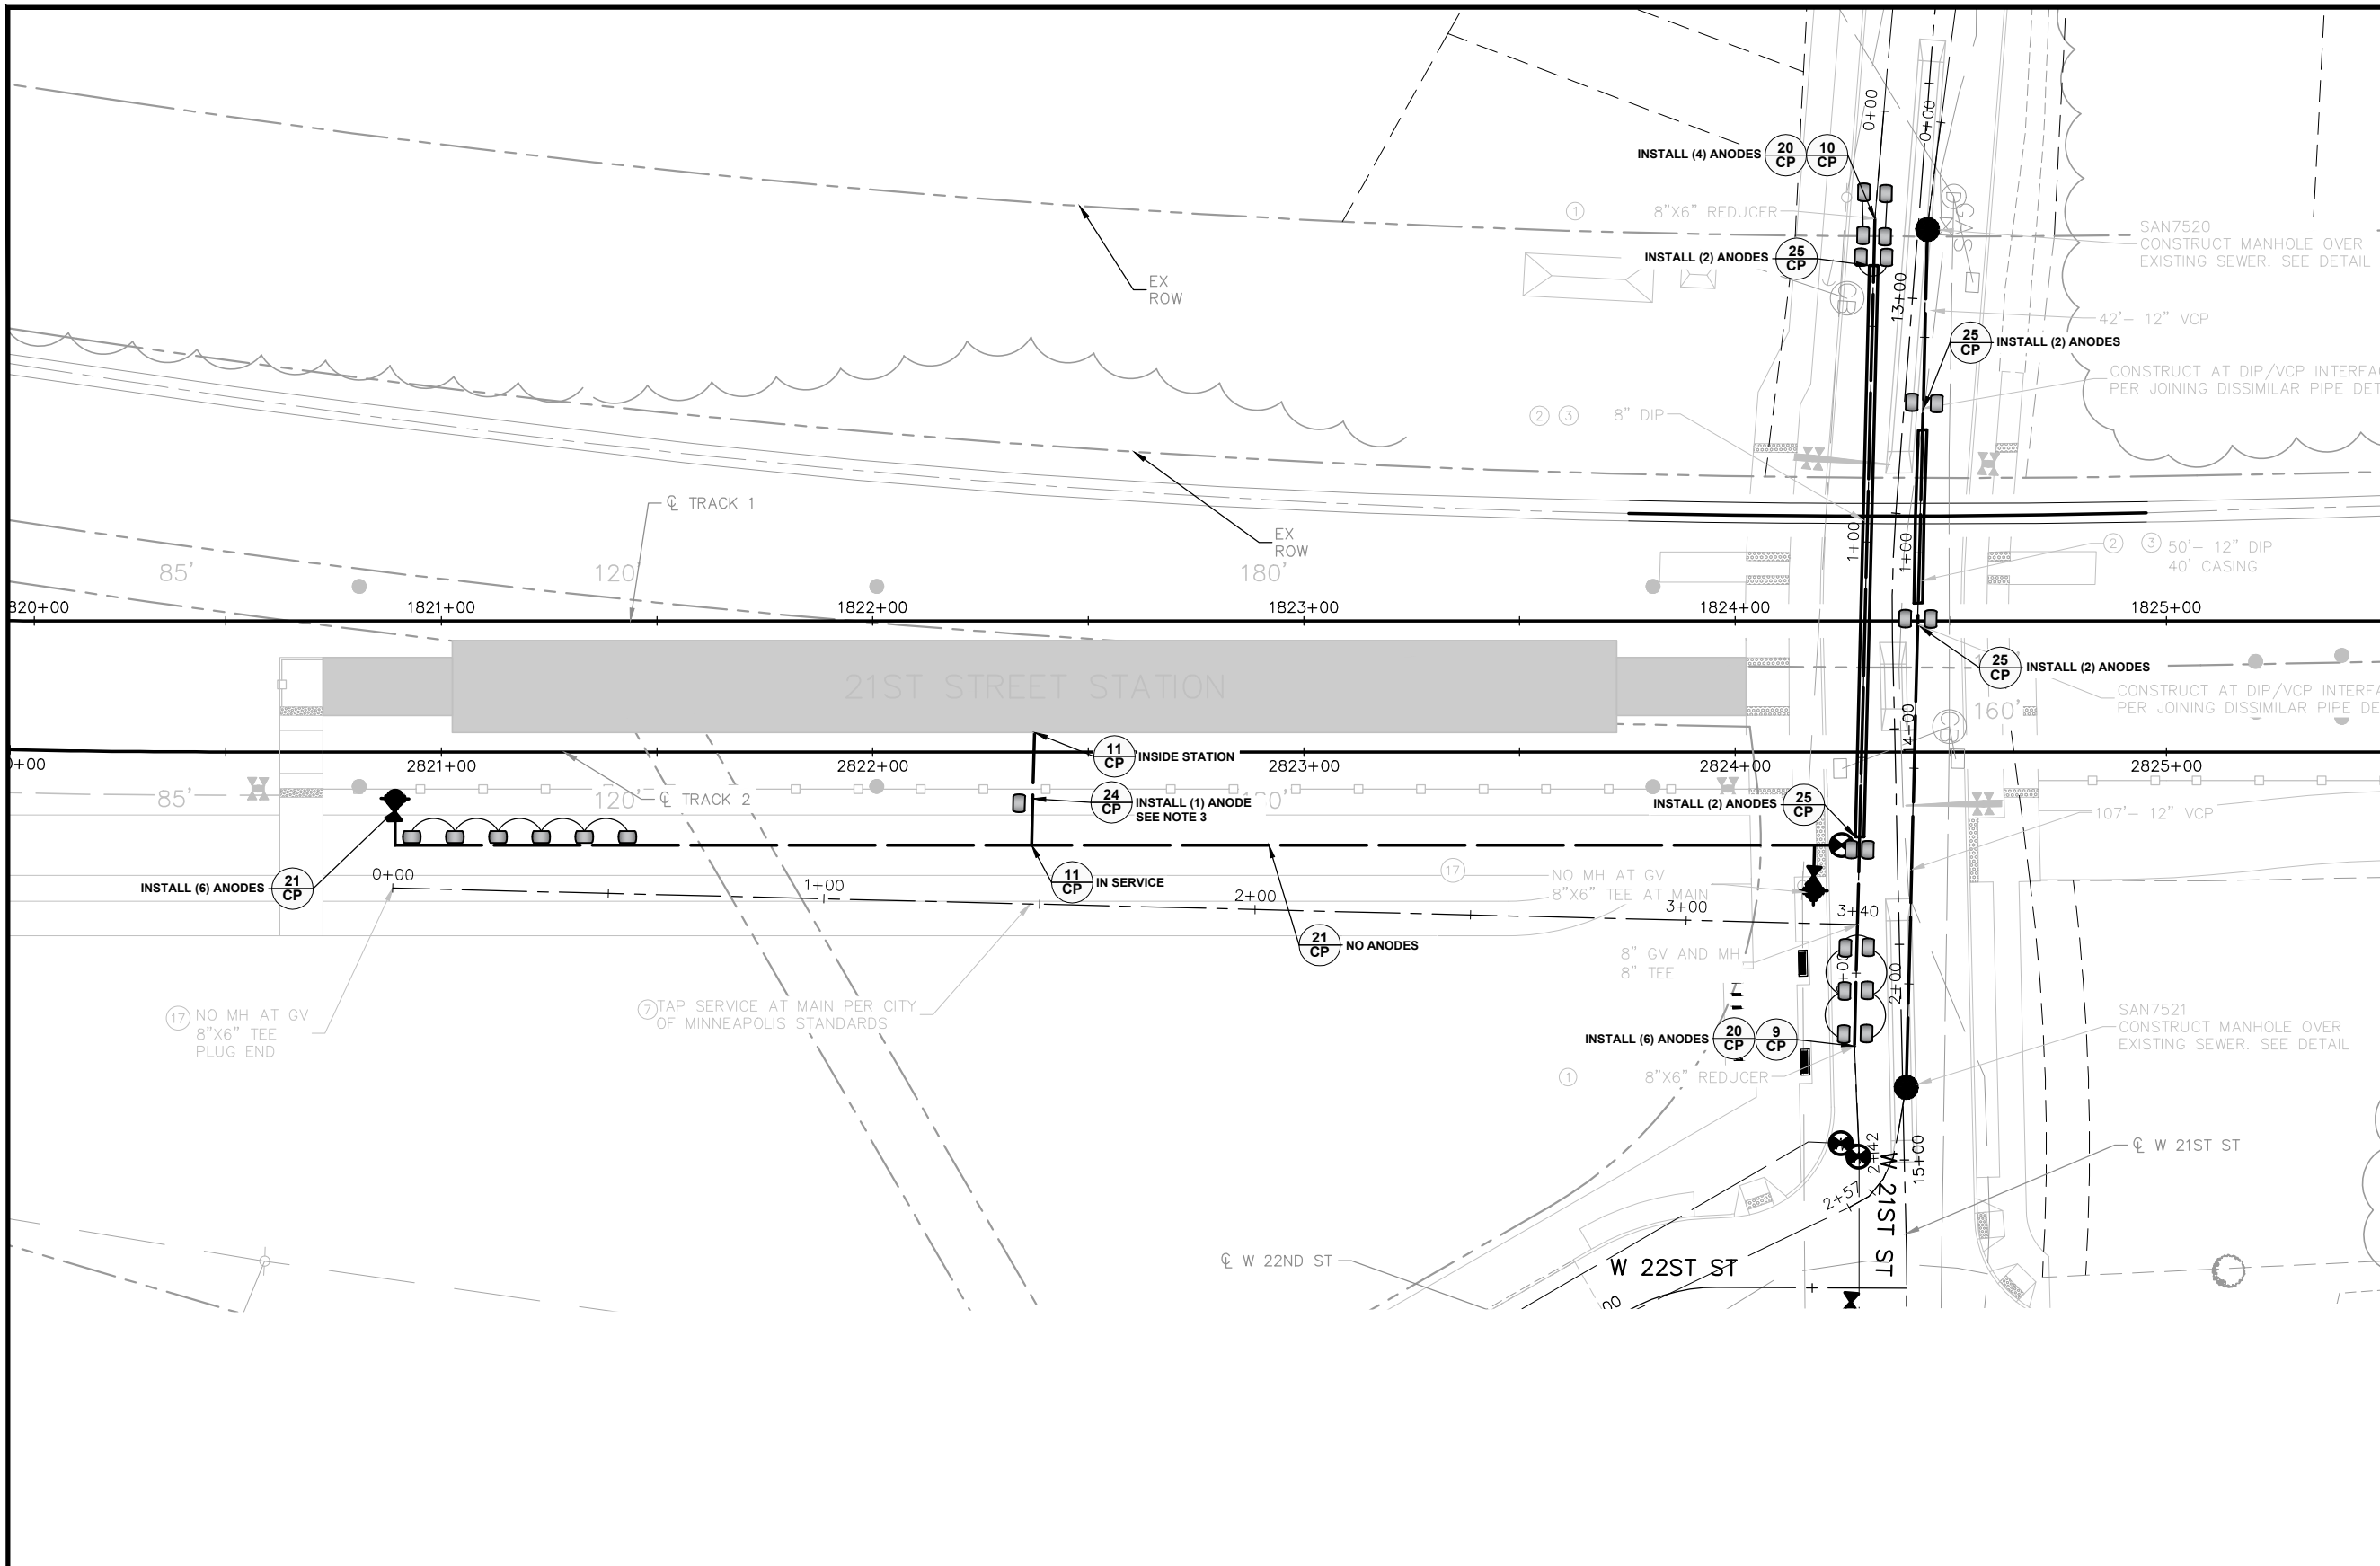 INSTALL (4) ANODES
20
CP
10
CP
0+00
0+00
1
8"X6" REDUCER
GAS
SAN7520
CONSTRUCT MANHOLE OVER
EXISTING SEWER. SEE DETAIL
INSTALL (2) ANODES
25
CP
EX
ROW
CB
13+00
42'- 12" VCP
25
CP
INSTALL (2) ANODES
CONSTRUCT AT DIP/VCP
PER JOINING DISSIMILAR PIPE
2
3
8" DIP
℄ TRACK 1
EX
ROW
1+00
1+00
2
3
50'- 12" DIP
40' CASING
85'
120'
180'
820+00
1821+00
1822+00
1823+00
1824+00
1825+00
21ST STREET STATION
25
CP
INSTALL (2) ANODES
CONSTRUCT AT DIP/VCP
PER JOINING DISSIMILAR PIPE
160'
CB
14+00
11
CP
INSIDE STATION
0+00
2821+00
2822+00
2823+00
2824+00
2825+00
85'
120'
℄ TRACK 2
24
CP
INSTALL (1) ANODE
SEE NOTE 3
INSTALL (2) ANODES
25
CP
107'- 12" VCP
INSTALL (6) ANODES
21
CP
0+00
1+00
11
CP
IN SERVICE
2+00
17
NO MH AT GV
8"X6" TEE AT MAIN
3+00
3+40
21
CP
NO ANODES
8" GV AND MH
8" TEE
2+00
17
NO MH AT GV
8"X6" TEE
PLUG END
7
TAP SERVICE AT MAIN PER CITY
OF MINNEAPOLIS STANDARDS
INSTALL (6) ANODES
20
CP
9
CP
SAN7521
CONSTRUCT MANHOLE OVER
EXISTING SEWER. SEE DETAIL
1
8"X6" REDUCER
2+42
15+00
℄ W 21ST ST
2+57
W 21ST ST
℄ W 22ND ST
W 22ST ST
00